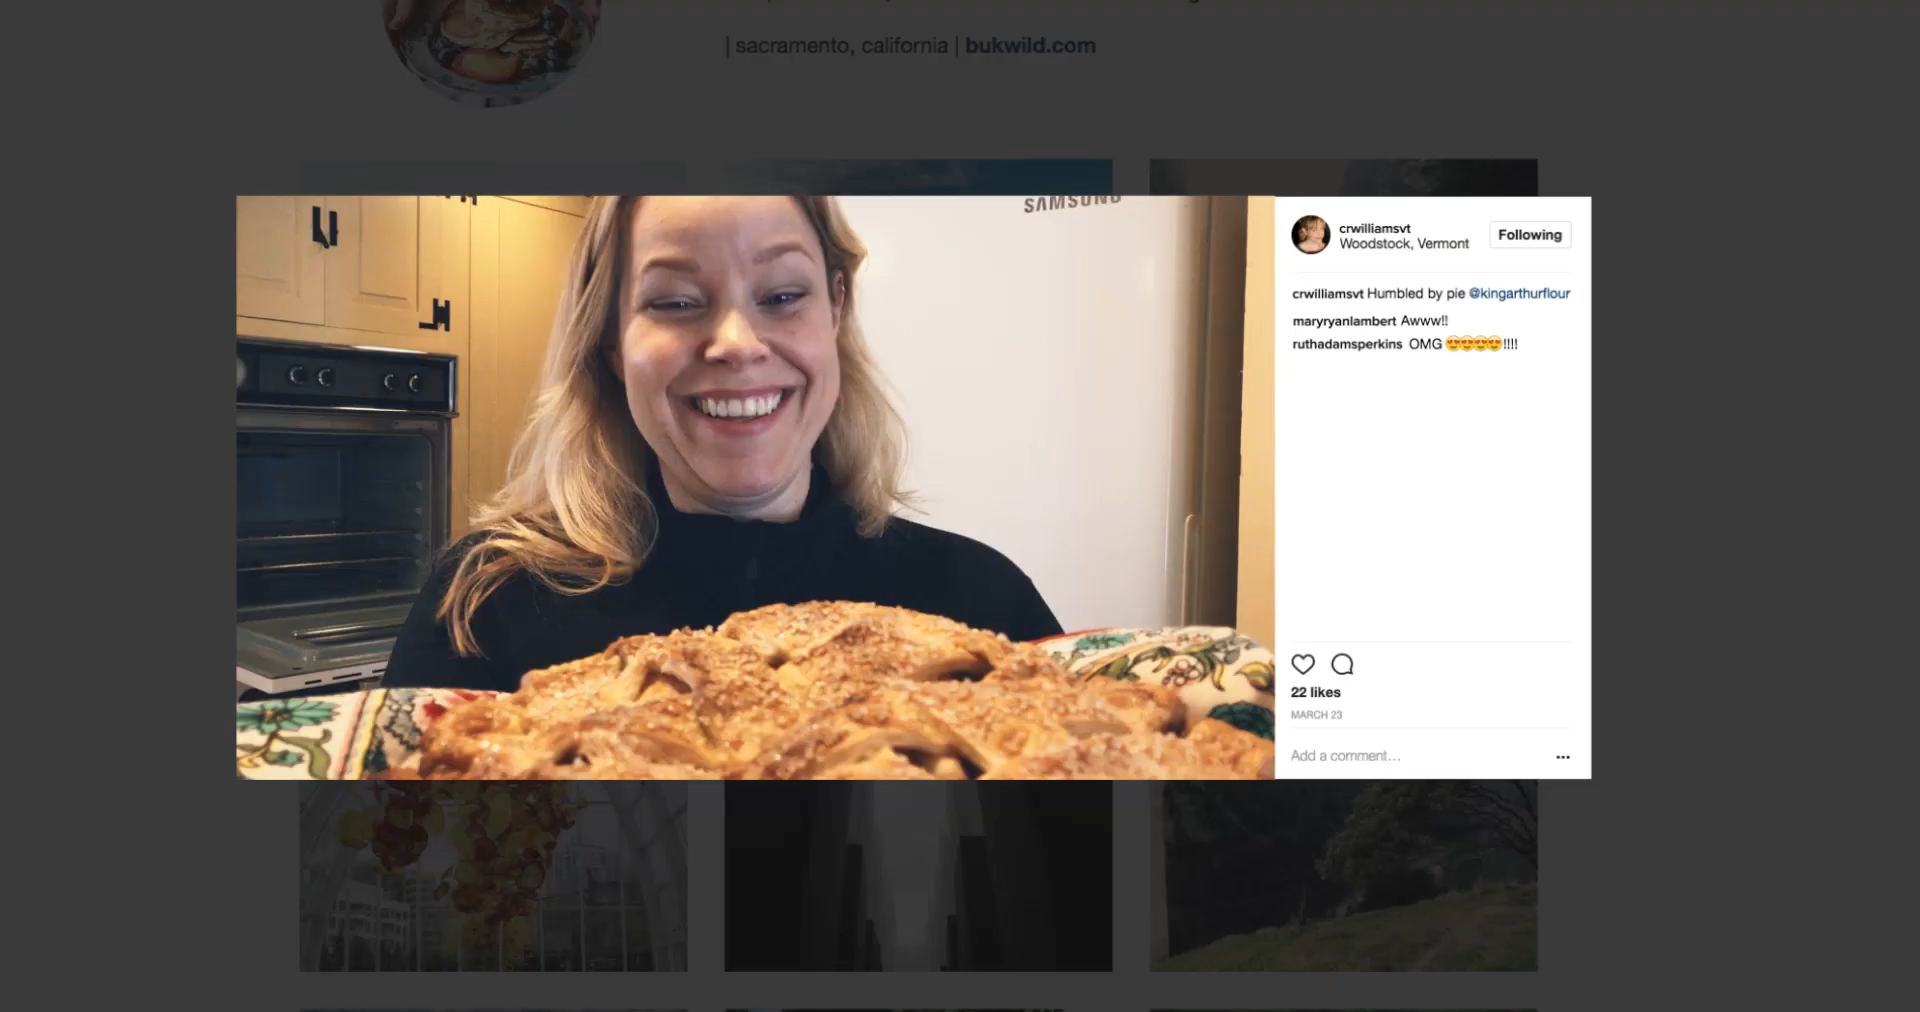 | sacramento, california | bukwild.com
SAMSUNG
crwilliamsvt
Woodstock, Vermont
Following
crwilliamsvt Humbled by pie @kingarthurflour
maryryanlambert Awww!!
ruthadamsperkins OMG 😍😍😍😍!!!!
22 likes
MARCH 23
Add a comment...